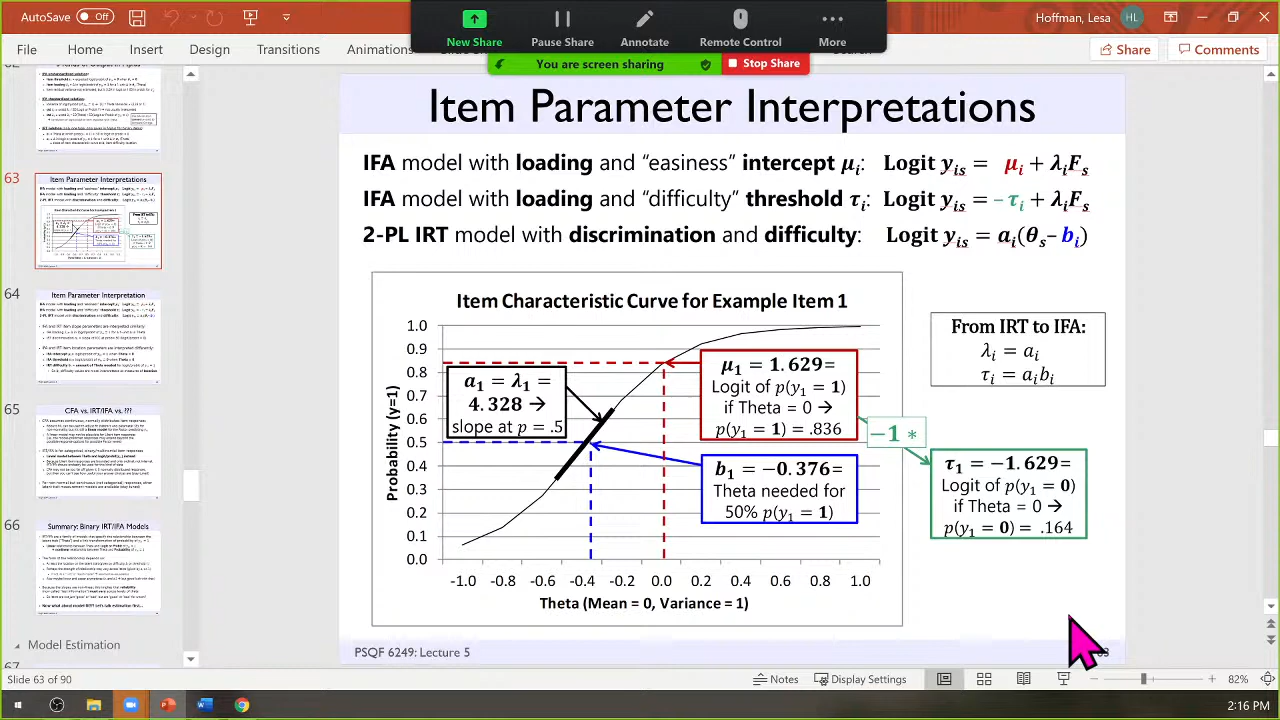 AutoSave Off
Hoffman, Lesa HL
New Share Pause Share Annotate Remote Control More
File Home Insert Design Transitions Animations
Share Comments
You are screen sharing Stop Share
63
Item Parameter Interpretations
64
Item Parameter Interpretation
65
CFA vs. IRT/IFA vs. ???
66
Summary: Binary IRT/IFA Models
Model Estimation
67
Item Parameter Interpretations
IFA model with loading and “easiness” intercept μi: Logit yis = μi + λiFs
IFA model with loading and “difficulty” threshold τi: Logit yis = – τi + λiFs
2-PL IRT model with discrimination and difficulty: Logit yis = ai(θs– bi)
Item Characteristic Curve for Example Item 1
Probability (y=1)
1.0
0.9
0.8
0.7
0.6
0.5
0.4
0.3
0.2
0.1
0.0
-1.0 -0.8 -0.6 -0.4 -0.2 0.0 0.2 0.4 0.6 0.8 1.0
Theta (Mean = 0, Variance = 1)
a1 = λ1 =
4.328 →
slope at p = .5
μ1 = 1.629=
Logit of p(y1 = 1)
if Theta = 0 →
p(y1 = 1) = .836
b1 = −0.376=
Theta needed for
50% p(y1 = 1)
From IRT to IFA:
λi = ai
τi = aibi
−1 *
τ1 = −1.629=
Logit of p(y1 = 0)
if Theta = 0 →
p(y1 = 0) = .164
PSQF 6249: Lecture 5
Slide 63 of 90
Notes Display Settings 82%
2:16 PM